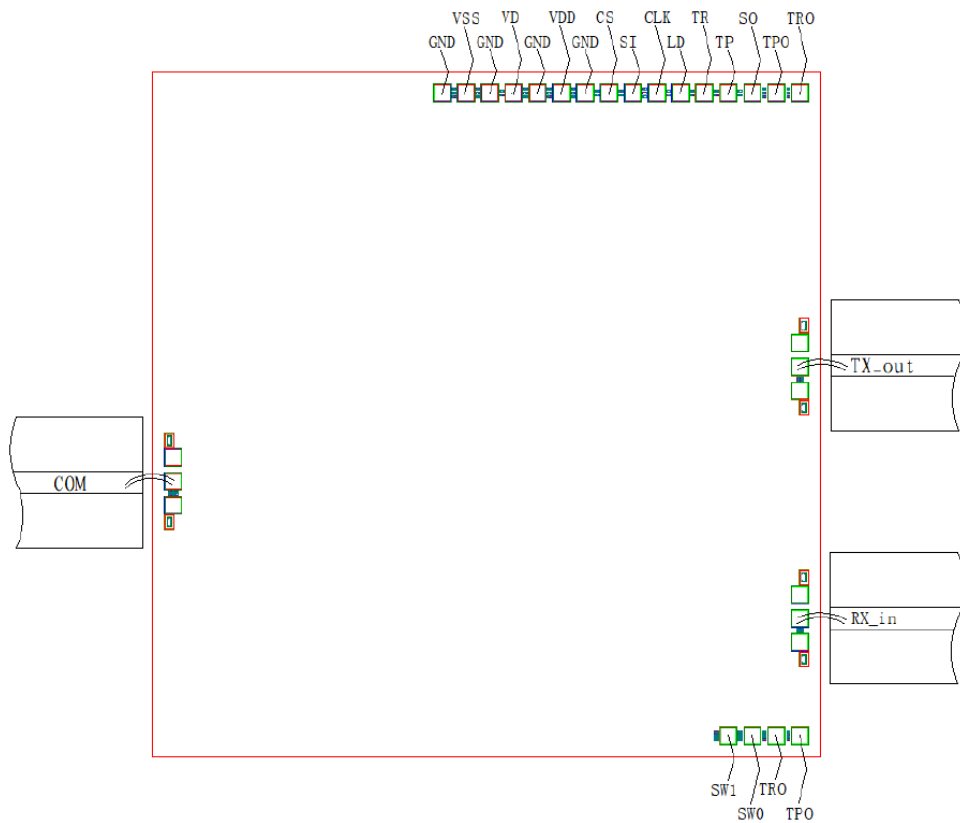 VSS VD VDD CS CLK TR SO TRO
GND GND GND GND SI LD TP TPO
TX_out
COM
RX_in
SW1 TRO
SW0 TPO